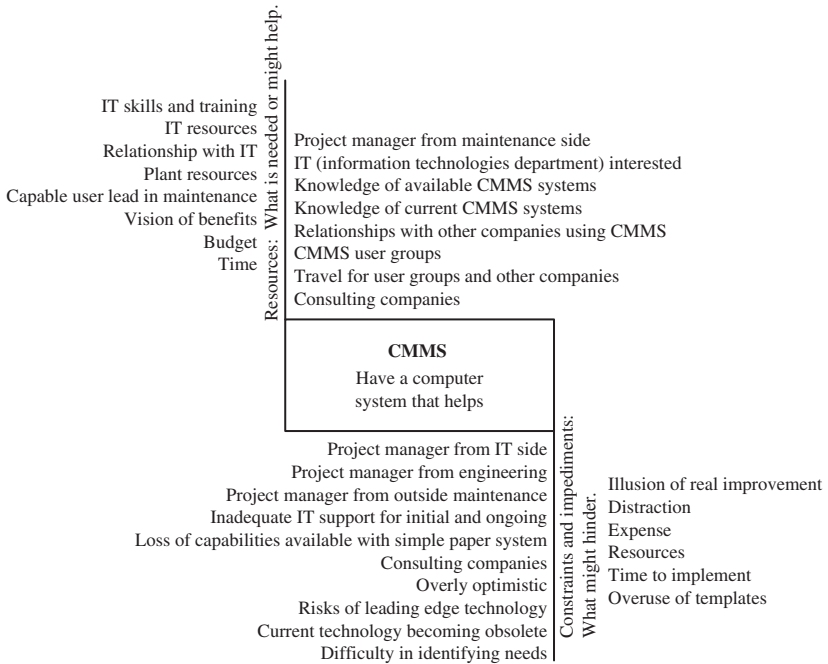 IT skills and training
IT resources
Relationship with IT
Plant resources
Capable user lead in maintenance
Vision of benefits
Budget
Time
Resources: What is needed or might help.
Project manager from maintenance side
IT (information technologies department) interested
Knowledge of available CMMS systems
Knowledge of current CMMS systems
Relationships with other companies using CMMS
CMMS user groups
Travel for user groups and other companies
Consulting companies
CMMS
Have a computer
system that helps
Project manager from IT side
Project manager from engineering
Project manager from outside maintenance
Inadequate IT support for initial and ongoing
Loss of capabilities available with simple paper system
Consulting companies
Overly optimistic
Risks of leading edge technology
Current technology becoming obsolete
Difficulty in identifying needs
Constraints and impediments:
What might hinder.
Illusion of real improvement
Distraction
Expense
Resources
Time to implement
Overuse of templates